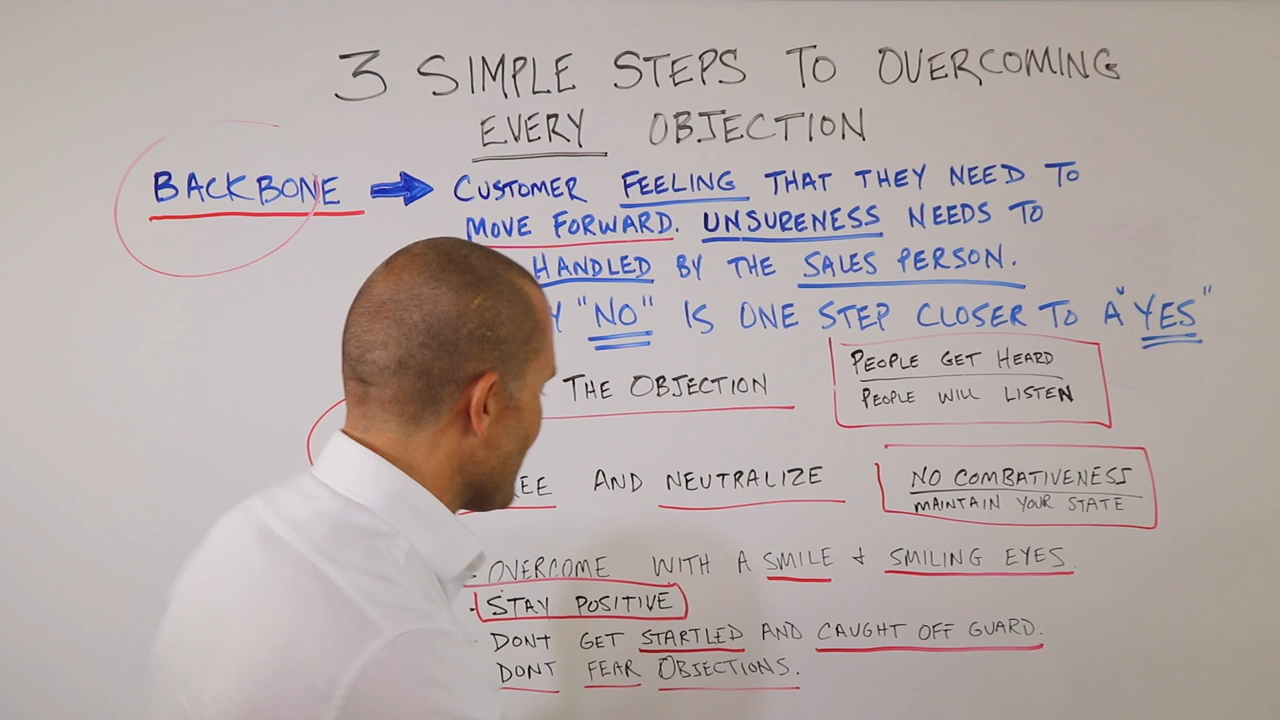 3 SIMPLE STEPS TO OVERCOMING
EVERY OBJECTION
BACKBONE CUSTOMER FEELING THAT THEY NEED TO
MOVE FORWARD. UNSURENESS NEEDS TO
HANDLED BY THE SALES PERSON.
"NO" IS ONE STEP CLOSER TO A "YES"
THE OBJECTION
PEOPLE GET HEARD
PEOPLE WILL LISTEN
AND NEUTRALIZE
NO COMBATIVENESS
MAINTAIN YOUR STATE
- OVERCOME WITH A SMILE + SMILING EYES.
- STAY POSITIVE
- DONT GET STARTLED AND CAUGHT OFF GUARD.
DONT FEAR OBJECTIONS.